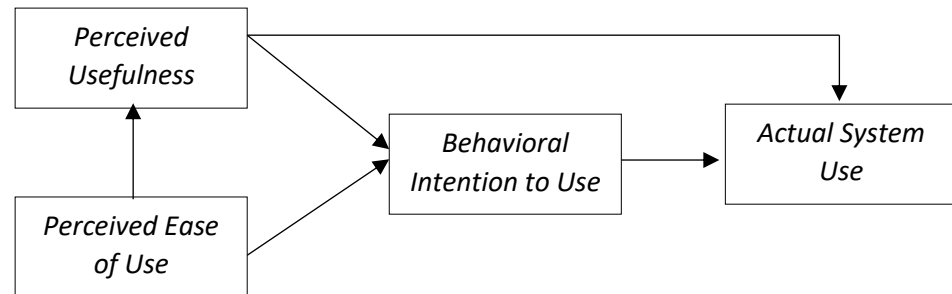 Perceived
Usefulness
Behavioral
Intention to Use
Actual System
Use
Perceived Ease
of Use